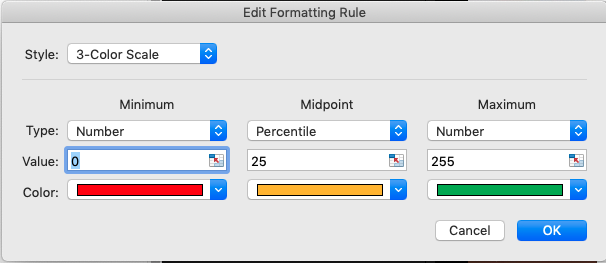 Edit Formatting Rule
Style: 3-Color Scale
Minimum Midpoint Maximum
Type: Number Percentile Number
Value: 0 25 255
Color:
Cancel OK